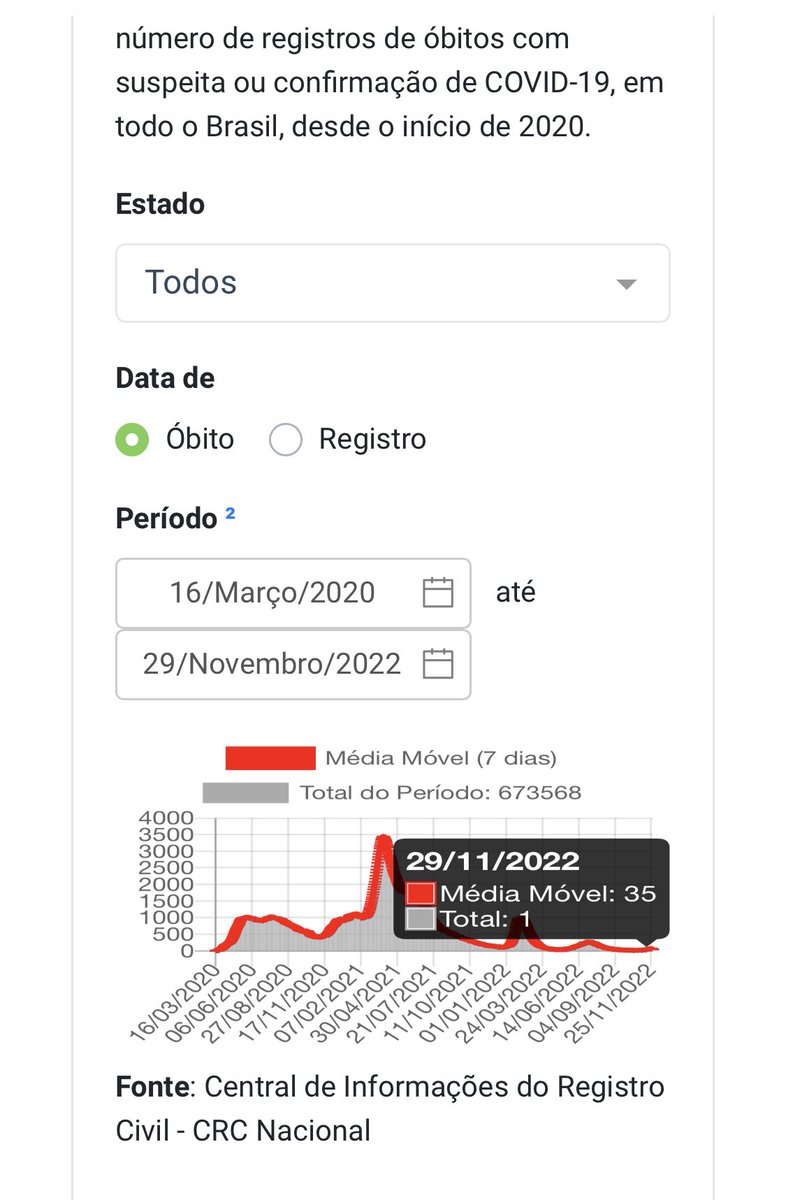 número de registros de óbitos com
suspeita ou confirmação de COVID-19, em
todo o Brasil, desde o início de 2020.
Estado
Todos
Data de
Óbito Registro
Período ²
16/Março/2020 até
29/Novembro/2022
Média Móvel (7 dias)
Total do Período: 673568
4000
3500
3000
2500
2000
1500
1000
500
0
29/11/2022
Média Móvel: 35
Total: 1
16/03/2020
06/06/2020
27/08/2020
17/11/2020
07/02/2021
30/04/2021
21/07/2021
11/10/2021
01/01/2022
24/03/2022
14/06/2022
04/09/2022
25/11/2022
Fonte: Central de Informações do Registro
Civil - CRC Nacional